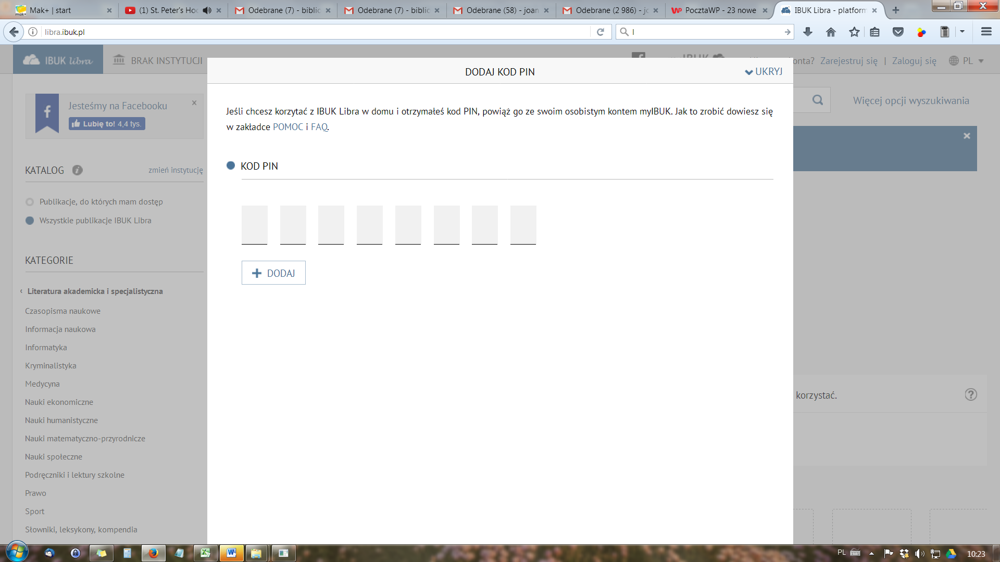 Mak+ | start
(1) St. Peter's Hoc
Odebrane (7) - biblic
Odebrane (7) - biblic
Odebrane (58) - joan
Odebrane (2 986) - jo
PocztaWP - 23 nowe
IBUK Libra - platform
libra.ibuk.pl
IBUK libra
BRAK INSTYTUCJI
onta? Zarejestruj się | Zaloguj się
PL
DODAJ KOD PIN
UKRYJ
Jesteśmy na Facebooku
Lubię to! 4,4 tys.
Więcej opcji wyszukiwania
Jeśli chcesz korzytać z IBUK Libra w domu i otrzymałeś kod PIN, powiąż go ze swoim osobistym kontem myIBUK. Jak to zrobić dowiesz się
w zakładce POMOC i FAQ.
KOD PIN
DODAJ
KATALOG
zmień instytucję
Publikacje, do których mam dostęp
Wszystkie publikacje IBUK Libra
KATEGORIE
Literatura akademicka i specjalistyczna
Czasopisma naukowe
Informacja naukowa
Informatyka
Kryminalistyka
Medycyna
Nauki ekonomiczne
Nauki humanistyczne
Nauki matematyczno-przyrodnicze
Nauki społeczne
Podręczniki i lektury szkolne
Prawo
Sport
Słowniki, leksykony, kompendia
korzystać.
PL
10:23